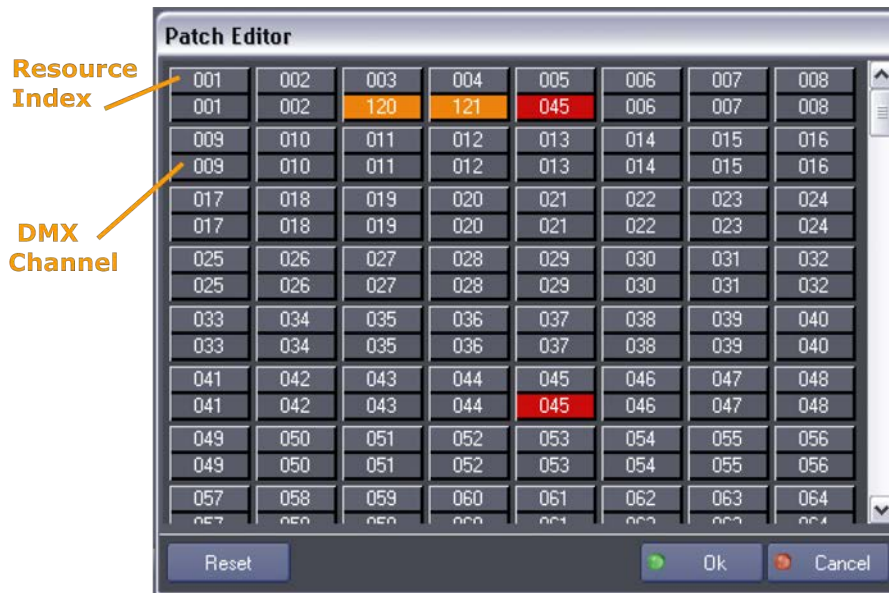 Patch Editor
Resource
Index
001 002 003 004 005 006 007 008
001 002 120 121 045 006 007 008
009 010 011 012 013 014 015 016
009 010 011 012 013 014 015 016
DMX
Channel
017 018 019 020 021 022 023 024
017 018 019 020 021 022 023 024
025 026 027 028 029 030 031 032
025 026 027 028 029 030 031 032
033 034 035 036 037 038 039 040
033 034 035 036 037 038 039 040
041 042 043 044 045 046 047 048
041 042 043 044 045 046 047 048
049 050 051 052 053 054 055 056
049 050 051 052 053 054 055 056
057 058 059 060 061 062 063 064
Reset Ok Cancel